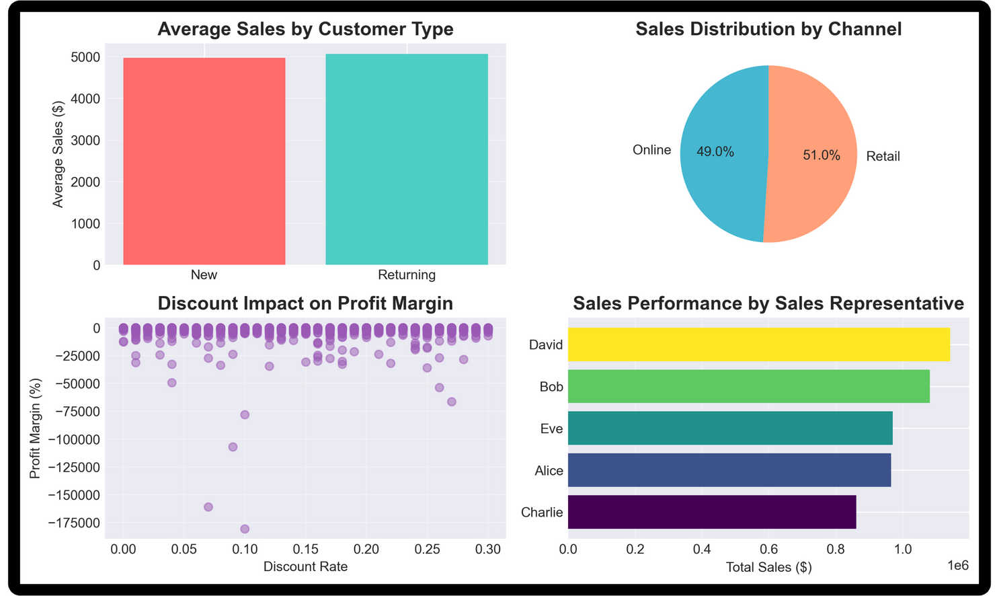 Average Sales by Customer Type
Average Sales ($)
5000
4000
3000
2000
1000
0
New Returning
Sales Distribution by Channel
Online 49.0% 51.0% Retail
Discount Impact on Profit Margin
Profit Margin (%)
0
−25000
−50000
−75000
−100000
−125000
−150000
−175000
0.00 0.05 0.10 0.15 0.20 0.25 0.30
Discount Rate
Sales Performance by Sales Representative
David
Bob
Eve
Alice
Charlie
0.0 0.2 0.4 0.6 0.8 1.0
1e6
Total Sales ($)